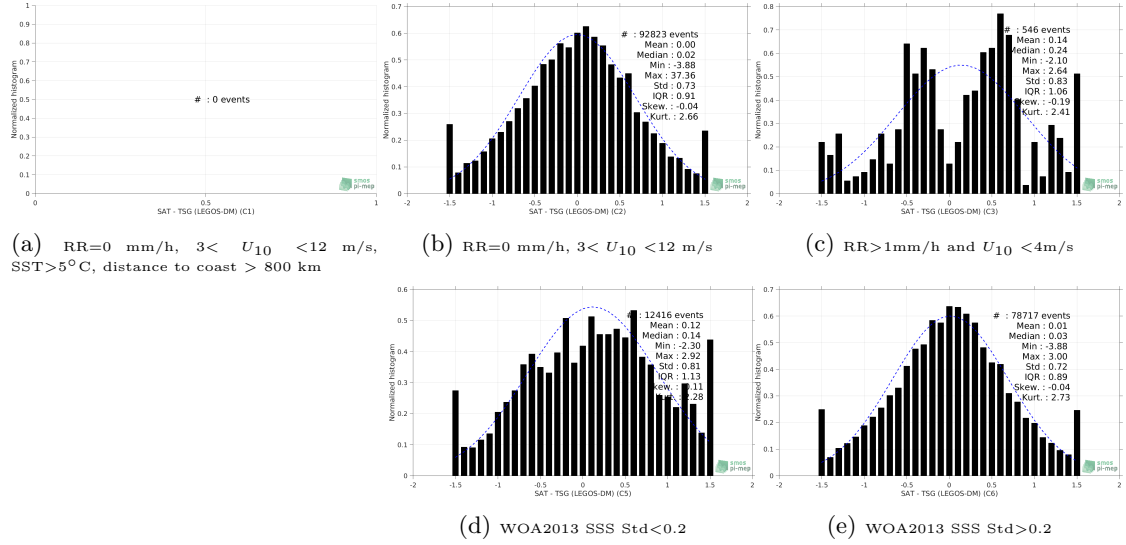 1
0.9
0.8
0.7
0.6
0.5
0.4
0.3
0.2
0.1
0
Normalized histogram
# : 0 events
0 0.5 1
SAT - TSG (LEGOS-DM) (C1)
smos
pi-mep
(a) RR=0 mm/h, 3< U10 <12 m/s,
SST>5°C, distance to coast > 800 km
0.7
0.6
0.5
0.4
0.3
0.2
0.1
0
Normalized histogram
# : 92823 events
Mean : 0.00
Median : 0.02
Min : -3.88
Max : 37.36
Std : 0.73
IQR : 0.91
Skew. : -0.04
Kurt. : 2.66
-2 -1.5 -1 -0.5 0 0.5 1 1.5 2
SAT - TSG (LEGOS-DM) (C2)
smos
pi-mep
(b) RR=0 mm/h, 3< U10 <12 m/s
0.8
0.7
0.6
0.5
0.4
0.3
0.2
0.1
0
Normalized histogram
# : 546 events
Mean : 0.14
Median : 0.24
Min : -2.10
Max : 2.64
Std : 0.83
IQR : 1.06
Skew. : -0.19
Kurt. : 2.41
-2 -1.5 -1 -0.5 0 0.5 1 1.5 2
SAT - TSG (LEGOS-DM) (C3)
smos
pi-mep
(c) RR>1mm/h and U10 <4m/s
0.6
0.5
0.4
0.3
0.2
0.1
0
Normalized histogram
# : 12416 events
Mean : 0.12
Median : 0.14
Min : -2.30
Max : 2.92
Std : 0.81
IQR : 1.13
Skew. :
Kurt. : 2.28
-2 -1.5 -1 -0.5 0 0.5 1 1.5 2
SAT - TSG (LEGOS-DM) (C5)
smos
pi-mep
(d) WOA2013 SSS Std<0.2
0.7
0.6
0.5
0.4
0.3
0.2
0.1
0
Normalized histogram
# : 78717 events
Mean : 0.01
Median : 0.03
Min : -3.88
Max : 3.00
Std : 0.72
IQR : 0.89
Skew. : -0.04
Kurt. : 2.73
-2 -1.5 -1 -0.5 0 0.5 1 1.5 2
SAT - TSG (LEGOS-DM) (C6)
smos
pi-mep
(e) WOA2013 SSS Std>0.2